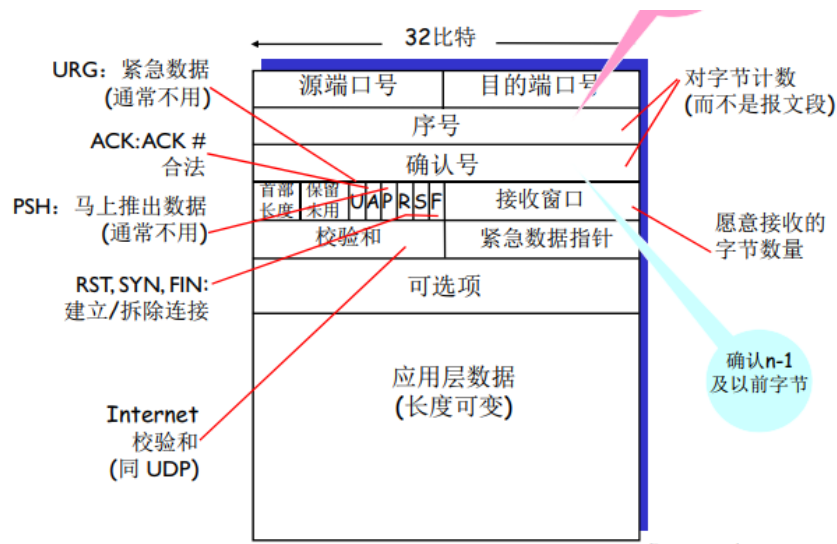 32比特
URG: 紧急数据
(通常不用)
源端口号
目的端口号
对字节计数
(而不是报文段)
序号
ACK:ACK #
合法
确认号
PSH: 马上推出数据
(通常不用)
首部
长度
保留
未用
U A P R S F
接收窗口
愿意接收的
字节数量
校验和
紧急数据指针
RST, SYN, FIN:
建立/拆除连接
可选项
确认n-1
及以前字节
应用层数据
(长度可变)
Internet
校验和
(同 UDP)